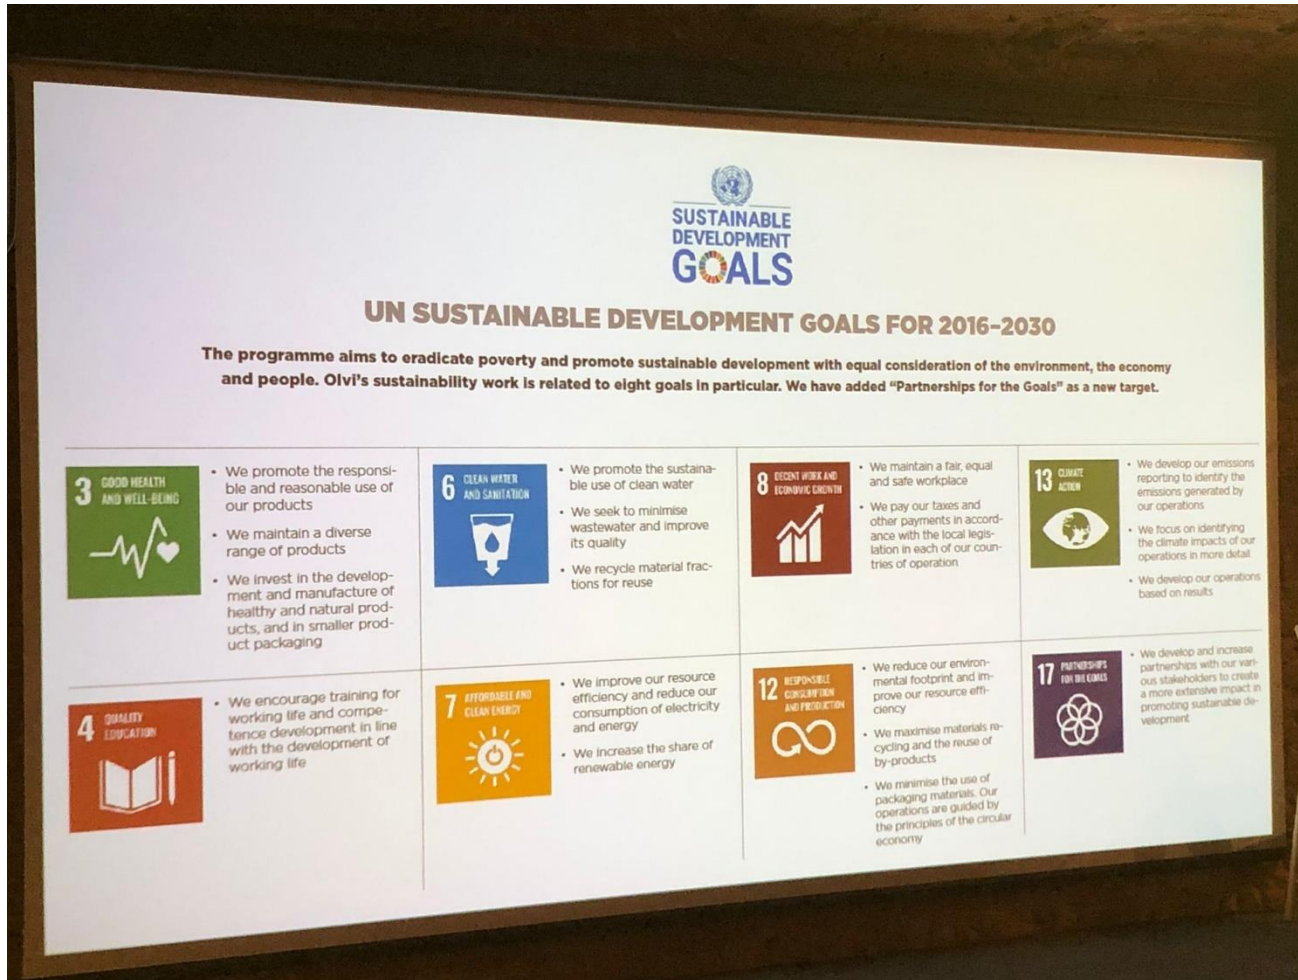 SUSTAINABLE
DEVELOPMENT
GOALS
UN SUSTAINABLE DEVELOPMENT GOALS FOR 2016–2030
The programme aims to eradicate poverty and promote sustainable development with equal consideration of the environment, the economy
and people. Olvi's sustainability work is related to eight goals in particular. We have added "Partnerships for the Goals" as a new target.
3 GOOD HEALTH
AND WELL-BEING
• We promote the responsi-
ble and reasonable use of
our products
• We maintain a diverse
range of products
• We invest in the develop-
ment and manufacture of
healthy and natural prod-
ucts, and in smaller prod-
uct packaging
6 CLEAN WATER
AND SANITATION
• We promote the sustaina-
ble use of clean water
• We seek to minimise
wastewater and improve
its quality
• We recycle material frac-
tions for reuse
8 DECENT WORK AND
ECONOMIC GROWTH
• We maintain a fair, equal
and safe workplace
• We pay our taxes and
other payments in accord-
ance with the local legis-
lation in each of our coun-
tries of operation
13 CLIMATE
ACTION
• We develop our emissions
reporting to identify the
emissions generated by
our operations
• We focus on identifying
the climate impacts of our
operations in more detail
• We develop our operations
based on results
4 QUALITY
EDUCATION
• We encourage training for
working life and compe-
tence development in line
with the development of
working life
7 AFFORDABLE AND
CLEAN ENERGY
• We improve our resource
efficiency and reduce our
consumption of electricity
and energy
• We increase the share of
renewable energy
12 RESPONSIBLE
CONSUMPTION
AND PRODUCTION
• We reduce our environ-
mental footprint and im-
prove our resource effi-
ciency
• We maximise materials re-
cycling and the reuse of
by-products
• We minimise the use of
packaging materials. Our
operations are guided by
the principles of the circular
economy
17 PARTNERSHIPS
FOR THE GOALS
• We develop and increase
partnerships with our vari-
ous stakeholders to create
a more extensive impact in
promoting sustainable de-
velopment